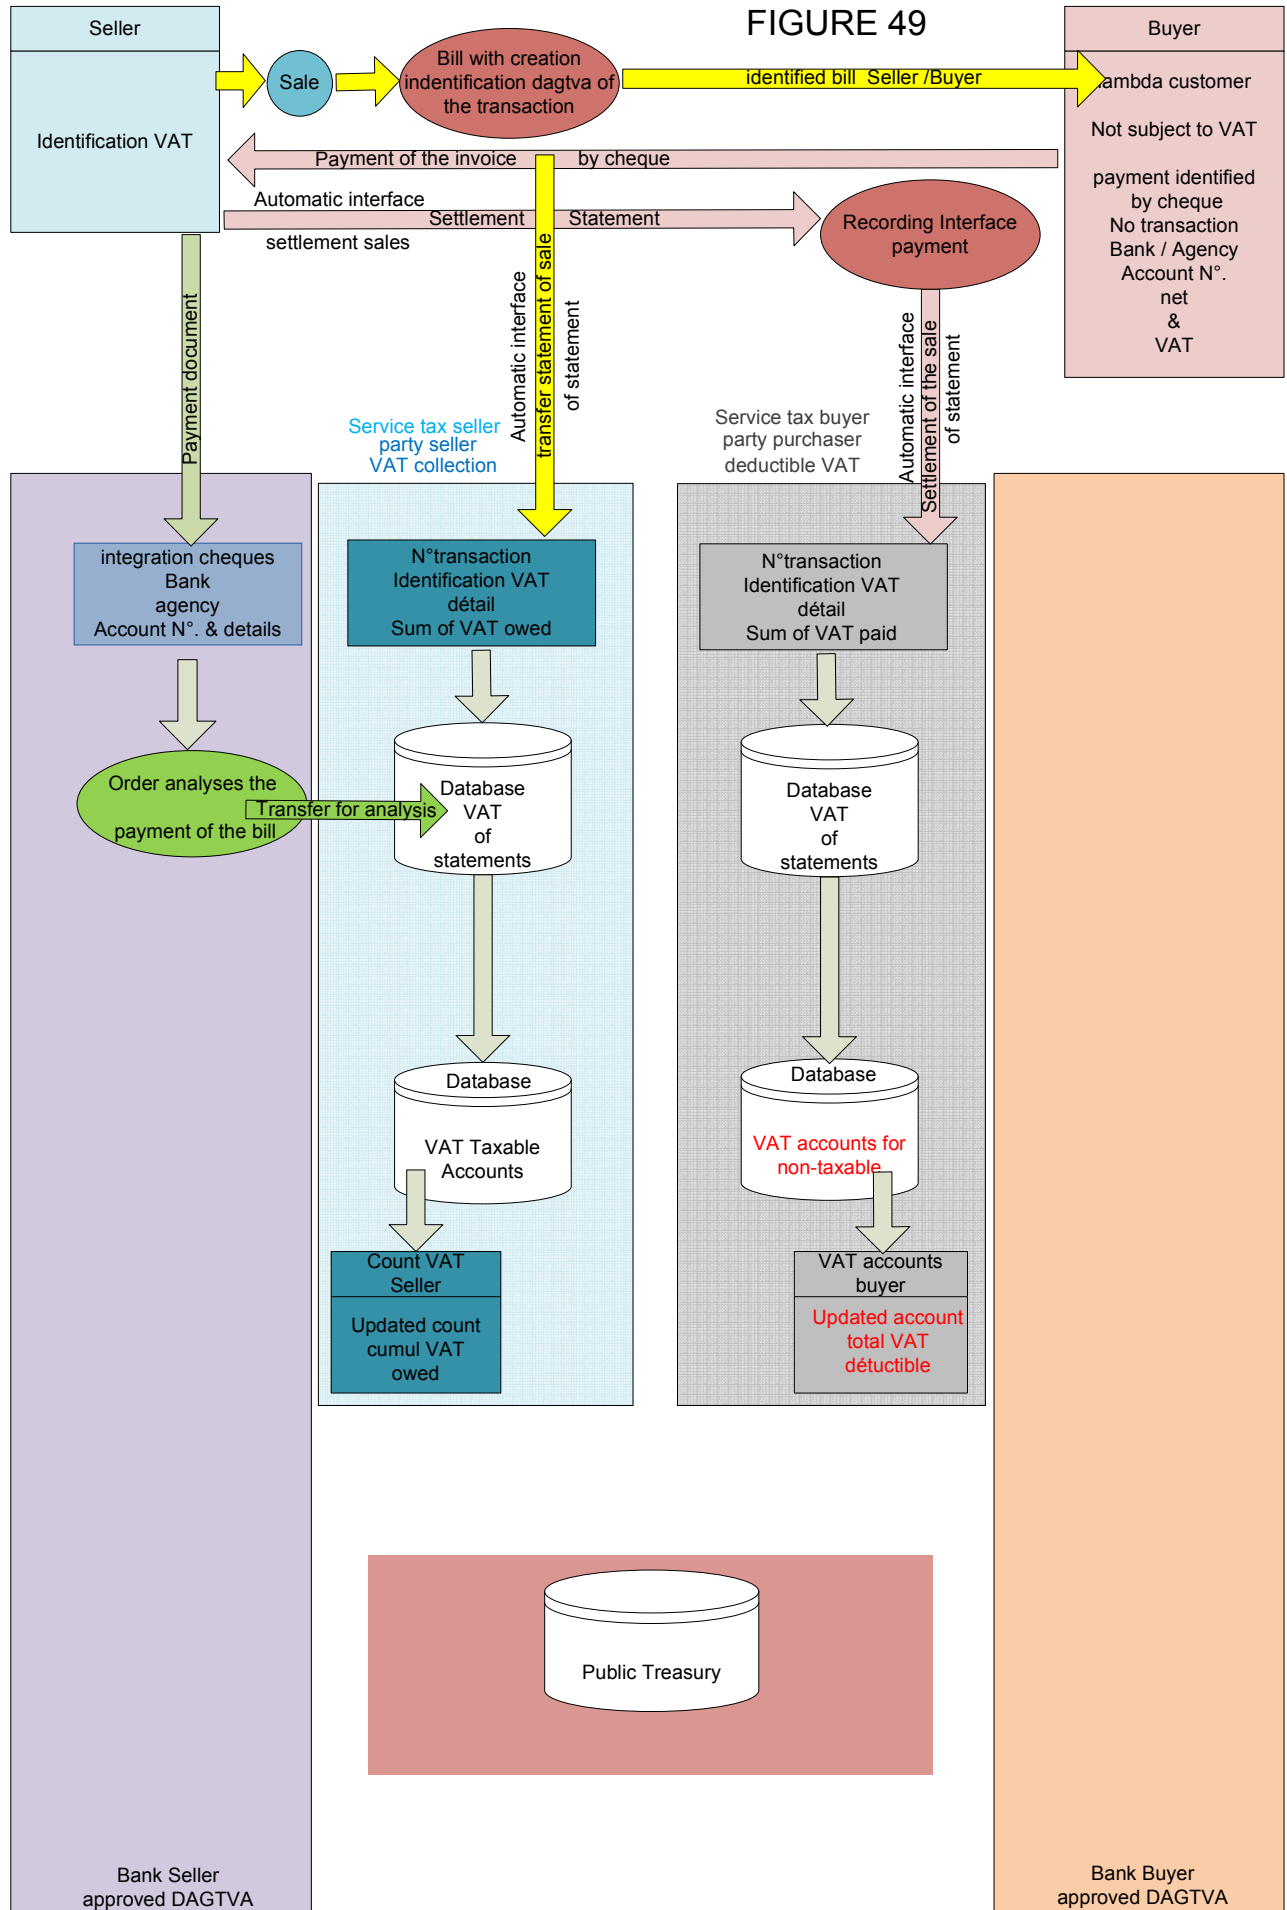 FIGURE 49
Seller
Identification VAT
Sale
Bill with creation
indentification dagtva of
the transaction
identified bill Seller /Buyer
Buyer
lambda customer
Not subject to VAT
payment identified
by cheque
No transaction
Bank / Agency
Account N°.
net
&
VAT
Payment of the invoice by cheque
Automatic interface
Settlement Statement
settlement sales
Recording Interface
payment
Payment document
Automatic interface
transfer statement of sale
of statement
Automatic interface
Settlement of the sale
of statement
Service tax seller
party seller
VAT collection
Service tax buyer
party purchaser
deductible VAT
integration cheques
Bank
agency
Account N°. & details
N°transaction
Identification VAT
détail
Sum of VAT owed
N°transaction
Identification VAT
détail
Sum of VAT paid
Order analyses the
payment of the bill
Transfer for analysis
Database
VAT
of
statements
Database
VAT
of
statements
Database
VAT Taxable
Accounts
Database
VAT accounts for
non-taxable
Count VAT
Seller
Updated count
cumul VAT
owed
VAT accounts
buyer
Updated account
total VAT
détuctible
Public Treasury
Bank Seller
approved DAGTVA
Bank Buyer
approved DAGTVA